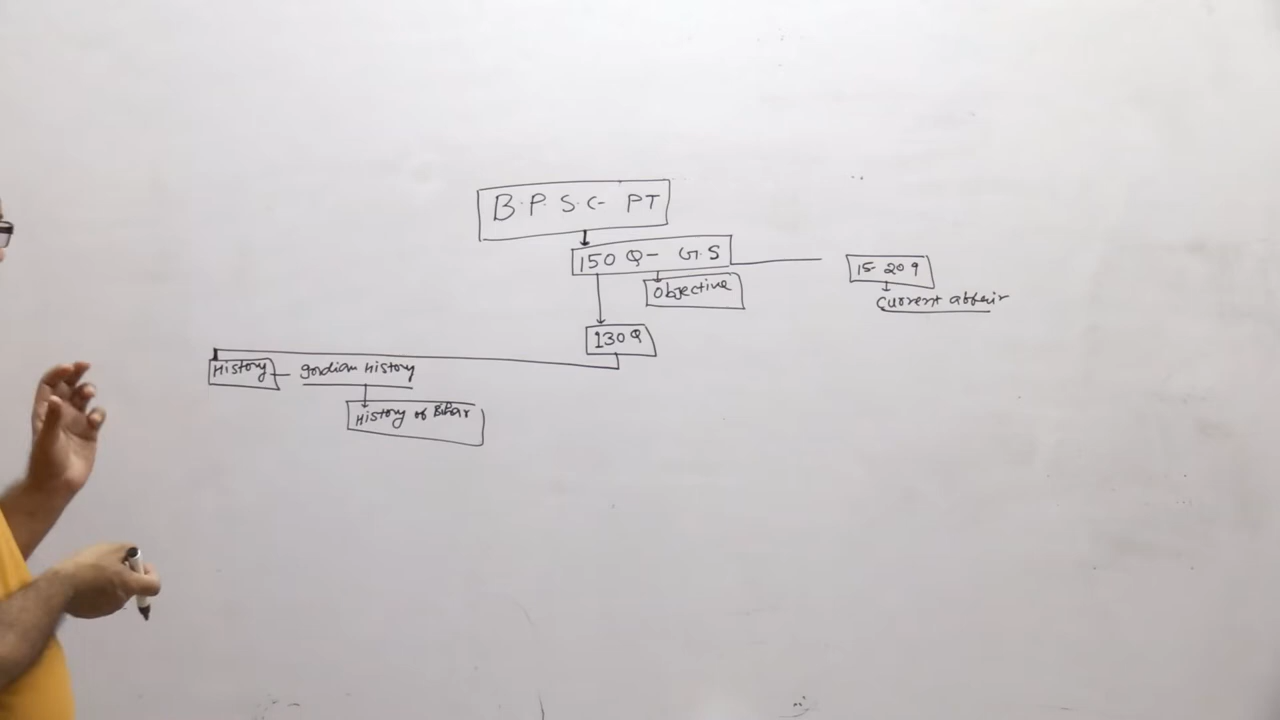 B.P.S.C- PT
150 Q- G.S
Objective
15-20 q
Current affair
130 Q
History - Indian History
History of Bihar